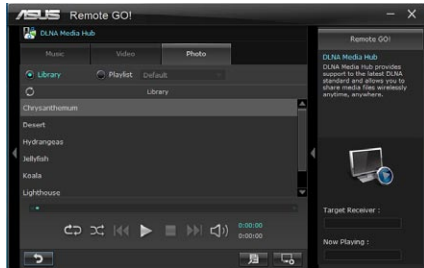 ASUS Remote GO!
DLNA Media Hub
Music Video Photo
Library Playlist Default
Library
Chrysanthemum
Desert
Hydrangeas
Jellyfish
Koala
Lighthouse
0:00:00
0:00:00
Remote GO!
DLNA Media Hub
DLNA Media Hub provides
support to the latest DLNA
standard and allows you to
share media files wirelessly
anytime, anywhere.
Target Receiver :
Now Playing :